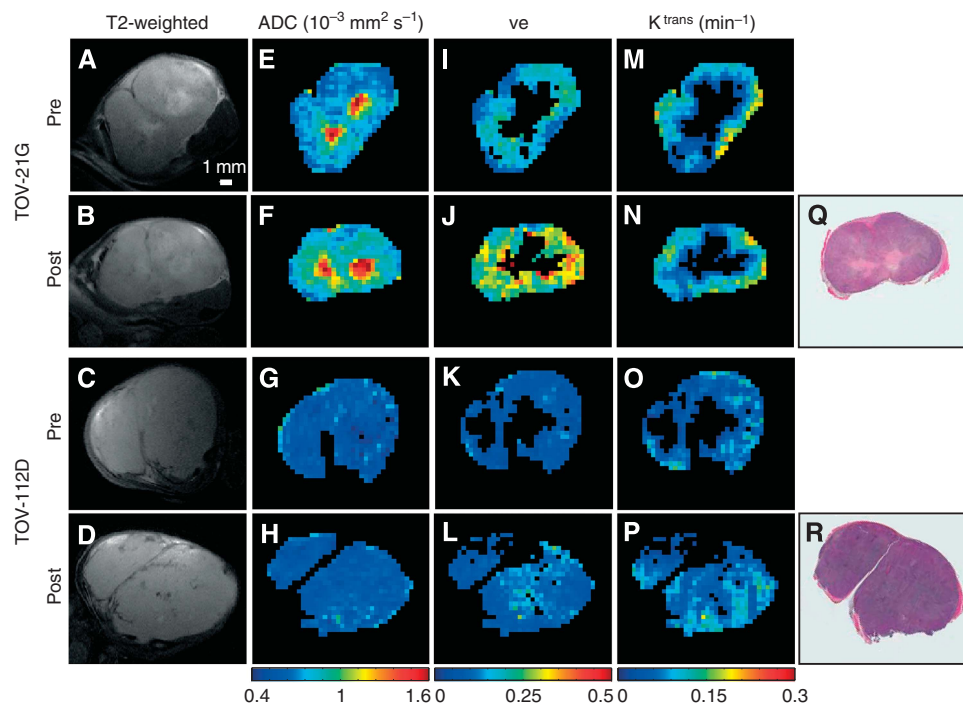 T2-weighted ADC (10⁻³ mm² s⁻¹) ve Kᵗʳᵃⁿˢ (min⁻¹)
TOV-21G
Pre
A E I M
1 mm
Post
B F J N Q
TOV-112D
Pre
C G K O
Post
D H L P R
0.4 1 1.6 0 0.25 0.5 0 0.15 0.3